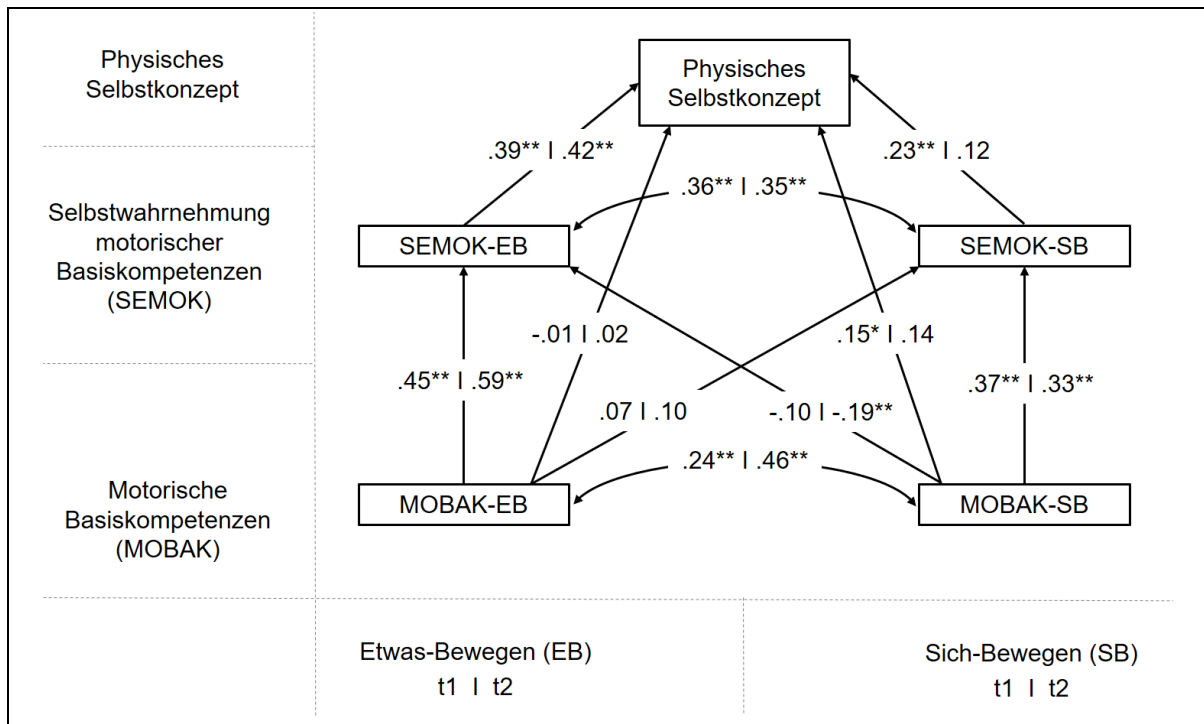 Physisches
Selbstkonzept
Physisches
Selbstkonzept
.39** I .42**
.23** I .12
.36** I .35**
Selbstwahrnehmung
motorischer
Basiskompetenzen
(SEMOK)
SEMOK-EB
SEMOK-SB
-.01 I .02
.15* I .14
.45** I .59**
.37** I .33**
.07 I .10
-.10 I -.19**
.24** I .46**
Motorische
Basiskompetenzen
(MOBAK)
MOBAK-EB
MOBAK-SB
Etwas-Bewegen (EB)
t1 I t2
Sich-Bewegen (SB)
t1 I t2